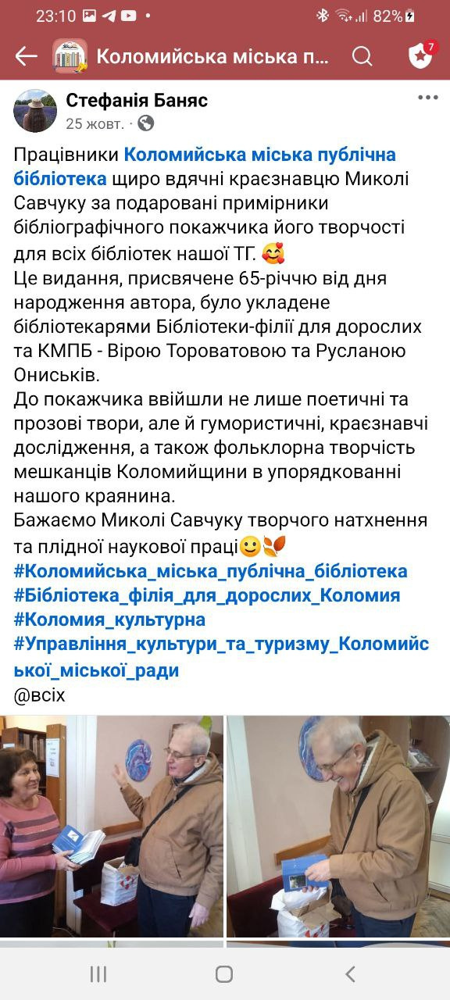 23:10
82%
Коломийська міська п...
7
Стефанія Баняс
25 жовт. ·
Працівники Коломийська міська публічна
бібліотека щиро вдячні краєзнавцю Миколі
Савчуку за подаровані примірники
бібліографічного покажчика його творчості
для всіх бібліотек нашої ТГ. 🥰
Це видання, присвячене 65-річчю від дня
народження автора, було укладене
бібліотекарями Бібліотеки-філії для дорослих
та КМПБ - Вірою Тороватовою та Русланою
Ониськів.
До покажчика ввійшли не лише поетичні та
прозові твори, але й гумористичні, краєзнавчі
дослідження, а також фольклорна творчість
мешканців Коломийщини в упорядкованні
нашого краянина.
Бажаємо Миколі Савчуку творчого натхнення
та плідної наукової праці🙂🍂
#Коломийська_міська_публічна_бібліотека
#Бібліотека_філія_для_дорослих_Коломия
#Коломия_культурна
#Управління_культури_та_туризму_Коломийс
ької_міської_ради
@всіх